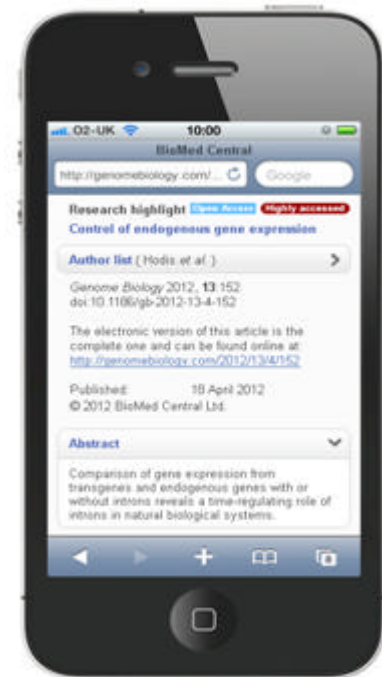 O2-UK 10:00
BioMed Central
http://genomebiology.com/... Google
Research highlight Open Access Highly accessed
Control of endogenous gene expression
Author list ( Hodis et al. )
Genome Biology 2012, 13:152
doi:10.1186/gb-2012-13-4-152
The electronic version of this article is the
complete one and can be found online at:
http://genomebiology.com/2012/13/4/152
Published: 18 April 2012
© 2012 BioMed Central Ltd.
Abstract
Comparison of gene expression from
transgenes and endogenous genes with or
without introns reveals a time-regulating role of
introns in natural biological systems.